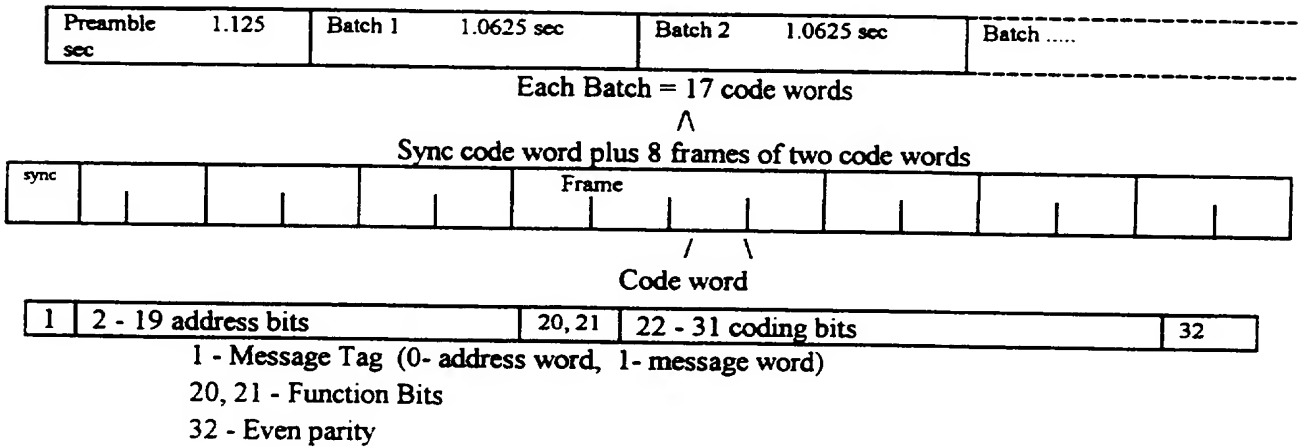 Preamble 1.125 sec
Batch 1 1.0625 sec
Batch 2 1.0625 sec
Batch .....
Each Batch = 17 code words
/\
Sync code word plus 8 frames of two code words
sync
Frame
/ \
Code word
1
2 - 19 address bits
20, 21
22 - 31 coding bits
32
1 - Message Tag (0- address word, 1- message word)
20, 21 - Function Bits
32 - Even parity